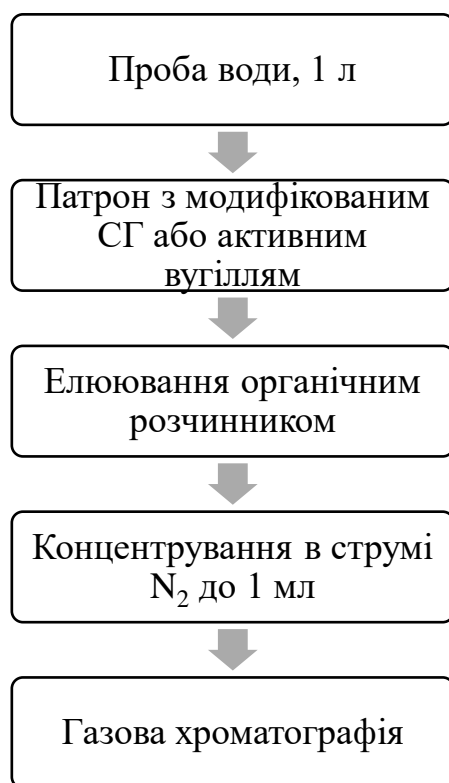 Проба води, 1 л
Патрон з модифікованим
СГ або активним
вугіллям
Елюювання органічним
розчинником
Концентрування в струмі
N₂ до 1 мл
Газова хроматографія